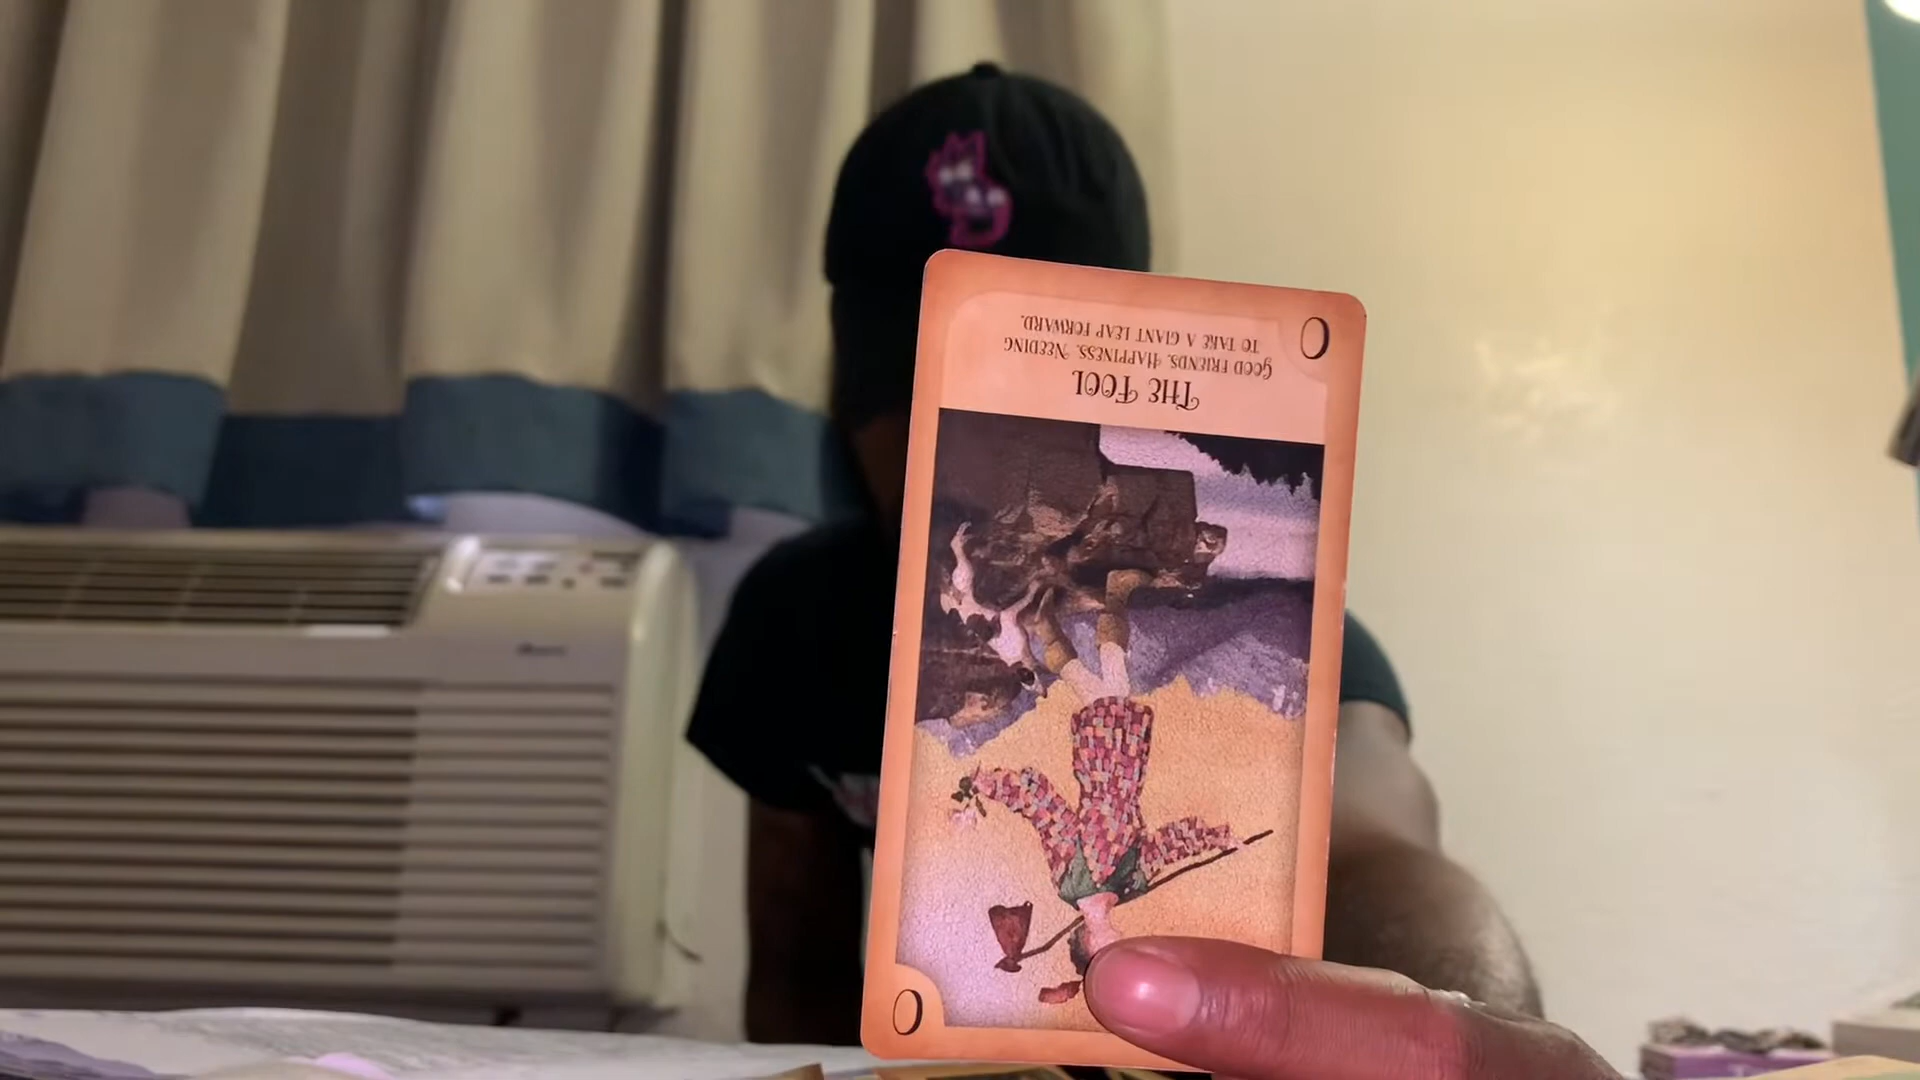 0
The Fool
Good friends. Happiness. Needing
to take a giant leap forward.
0